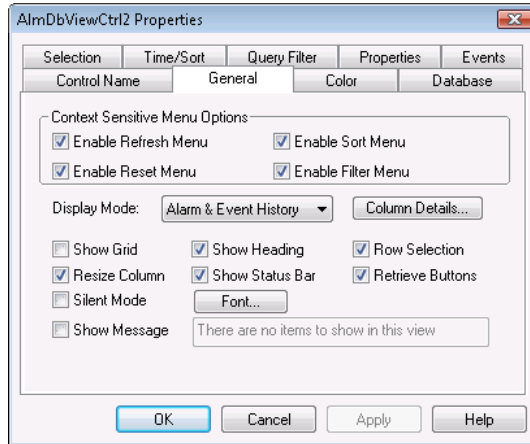 AlmDbViewCtrl2 Properties
Selection Time/Sort Query Filter Properties Events
Control Name General Color Database
Context Sensitive Menu Options
Enable Refresh Menu Enable Sort Menu
Enable Reset Menu Enable Filter Menu
Display Mode: Alarm & Event History Column Details...
Show Grid Show Heading Row Selection
Resize Column Show Status Bar Retrieve Buttons
Silent Mode Font...
Show Message There are no items to show in this view
OK Cancel Apply Help